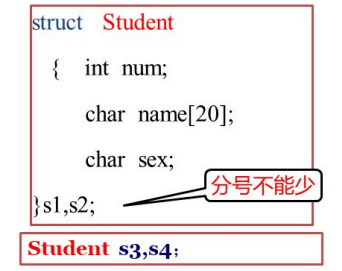 struct Student
{ int num;
char name[20];
char sex;
分号不能少
}s1,s2;
Student s3,s4;